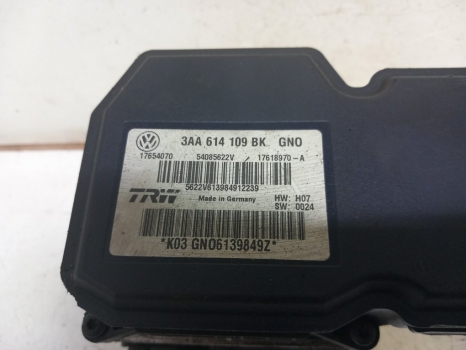 3AA 614 109 BK GNO
17654070 54085622V 17618970-A
5622V613984912239
TRW Made in Germany HW: H07
SW: 0024
*K03 GNO6139849Z*